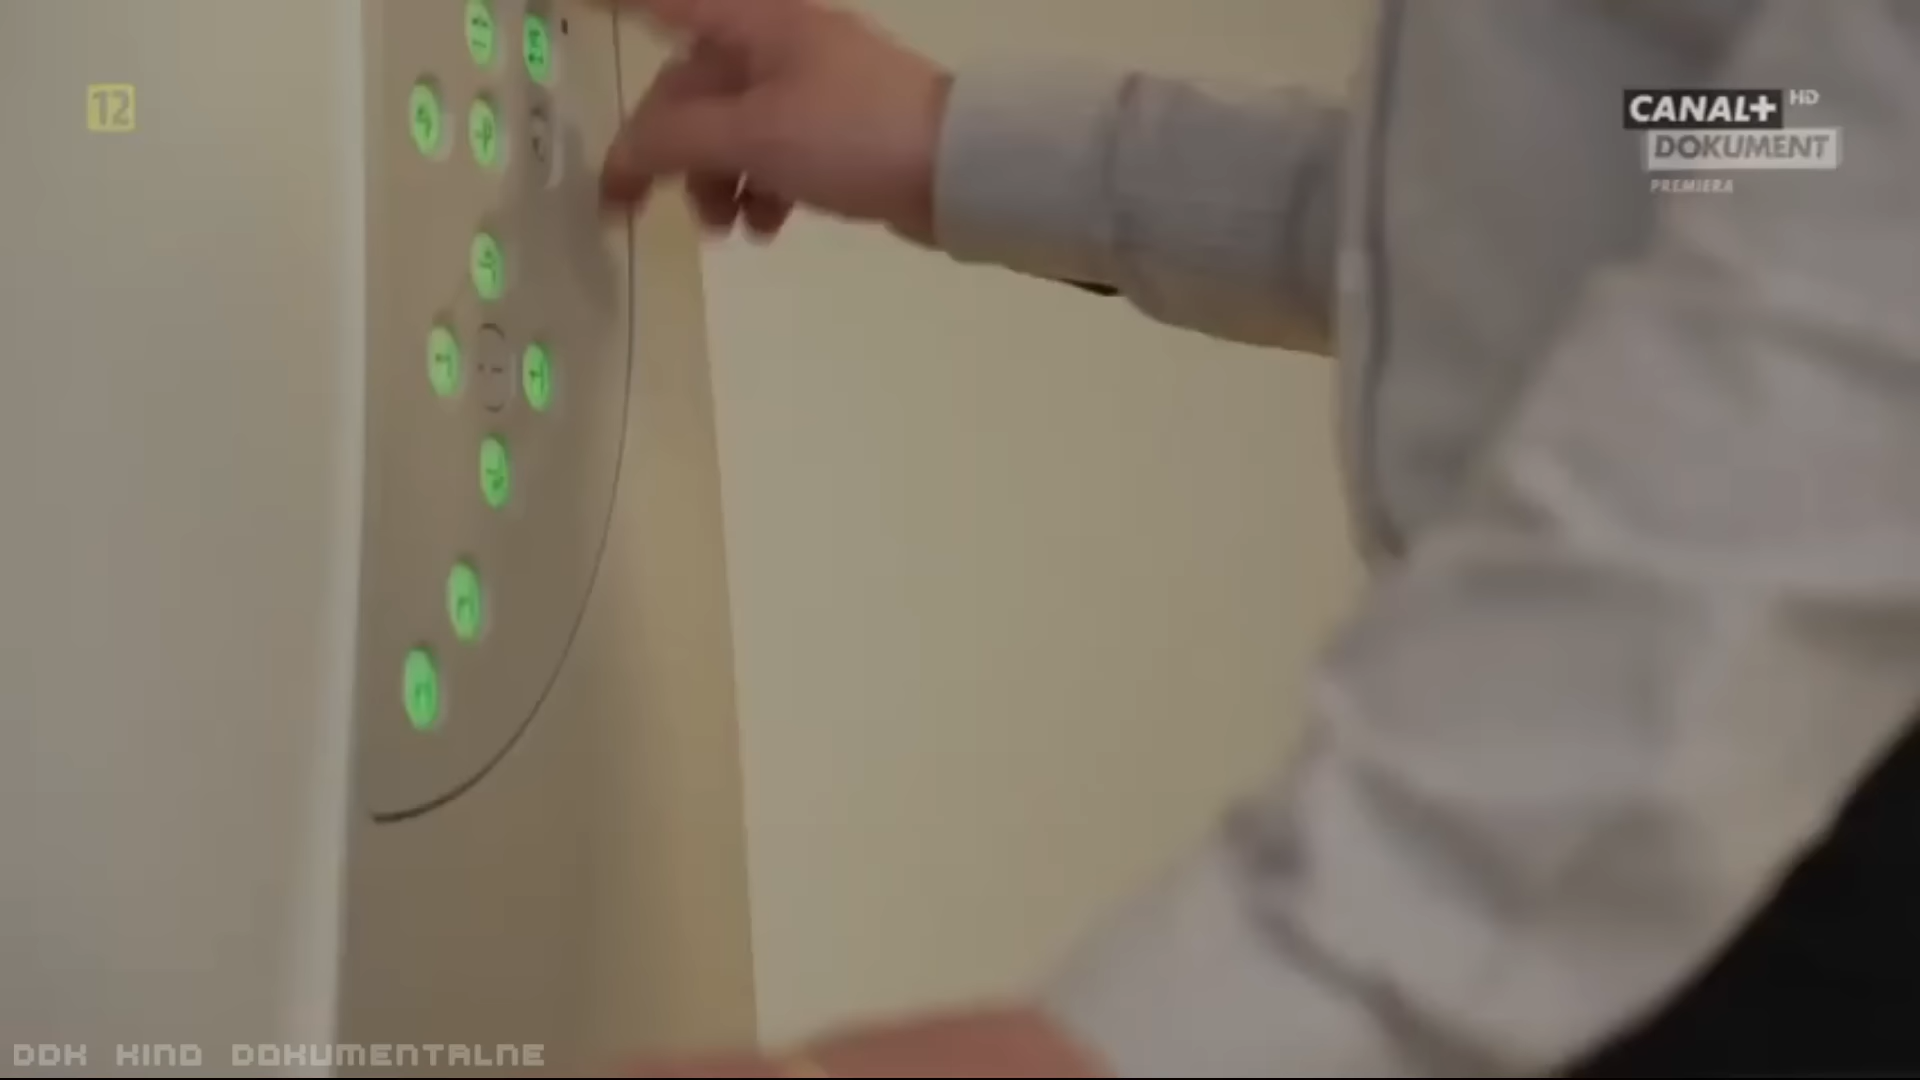 12
CANAL+ HD
DOKUMENT
PREMIERA
DDK KINO DOKUMENTALNE